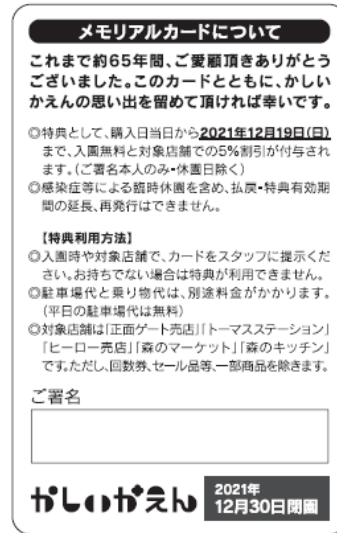 メモリアルカードについて
これまで約65年間、ご愛顧頂きありがとう
ございました。このカードとともに、かしい
かえんの思い出を留めて頂ければ幸いです。
◎特典として、購入日当日から2021年12月19日(日)
まで、入園無料と対象店舗での5%割引が付与され
ます。(ご署名本人のみ・休園日除く)
◎感染症等による臨時休園を含め、払戻・特典有効期
間の延長、再発行はできません。
【特典利用方法】
◎入園時や対象店舗で、カードをスタッフに提示くだ
さい。お持ちでない場合は特典が利用できません。
◎駐車場代と乗り物代は、別途料金がかかります。
(平日の駐車場代は無料)
◎対象店舗は「正面ゲート売店」「トーマスステーション」
「ヒーロー売店」「森のマーケット」「森のキッチン」
です。ただし、回数券、セール品等、一部商品を除きます。
ご署名
かしいかえん
2021年
12月30日閉園